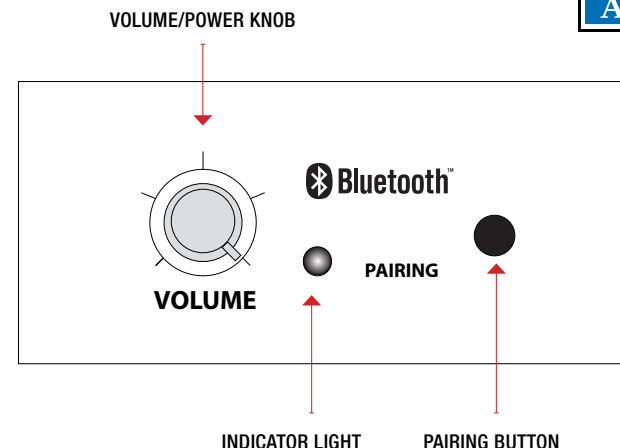 VOLUME/POWER KNOB
A
Bluetooth™
PAIRING
VOLUME
INDICATOR LIGHT PAIRING BUTTON